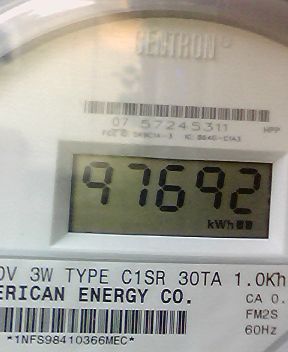 CENTRON®
07 57245311 HPP
97692
kWh
0V 3W TYPE C1SR 30TA 1.0Kh
ERICAN ENERGY CO.
CA 0.
FM2S
60Hz
*1NFS98410366MEC*